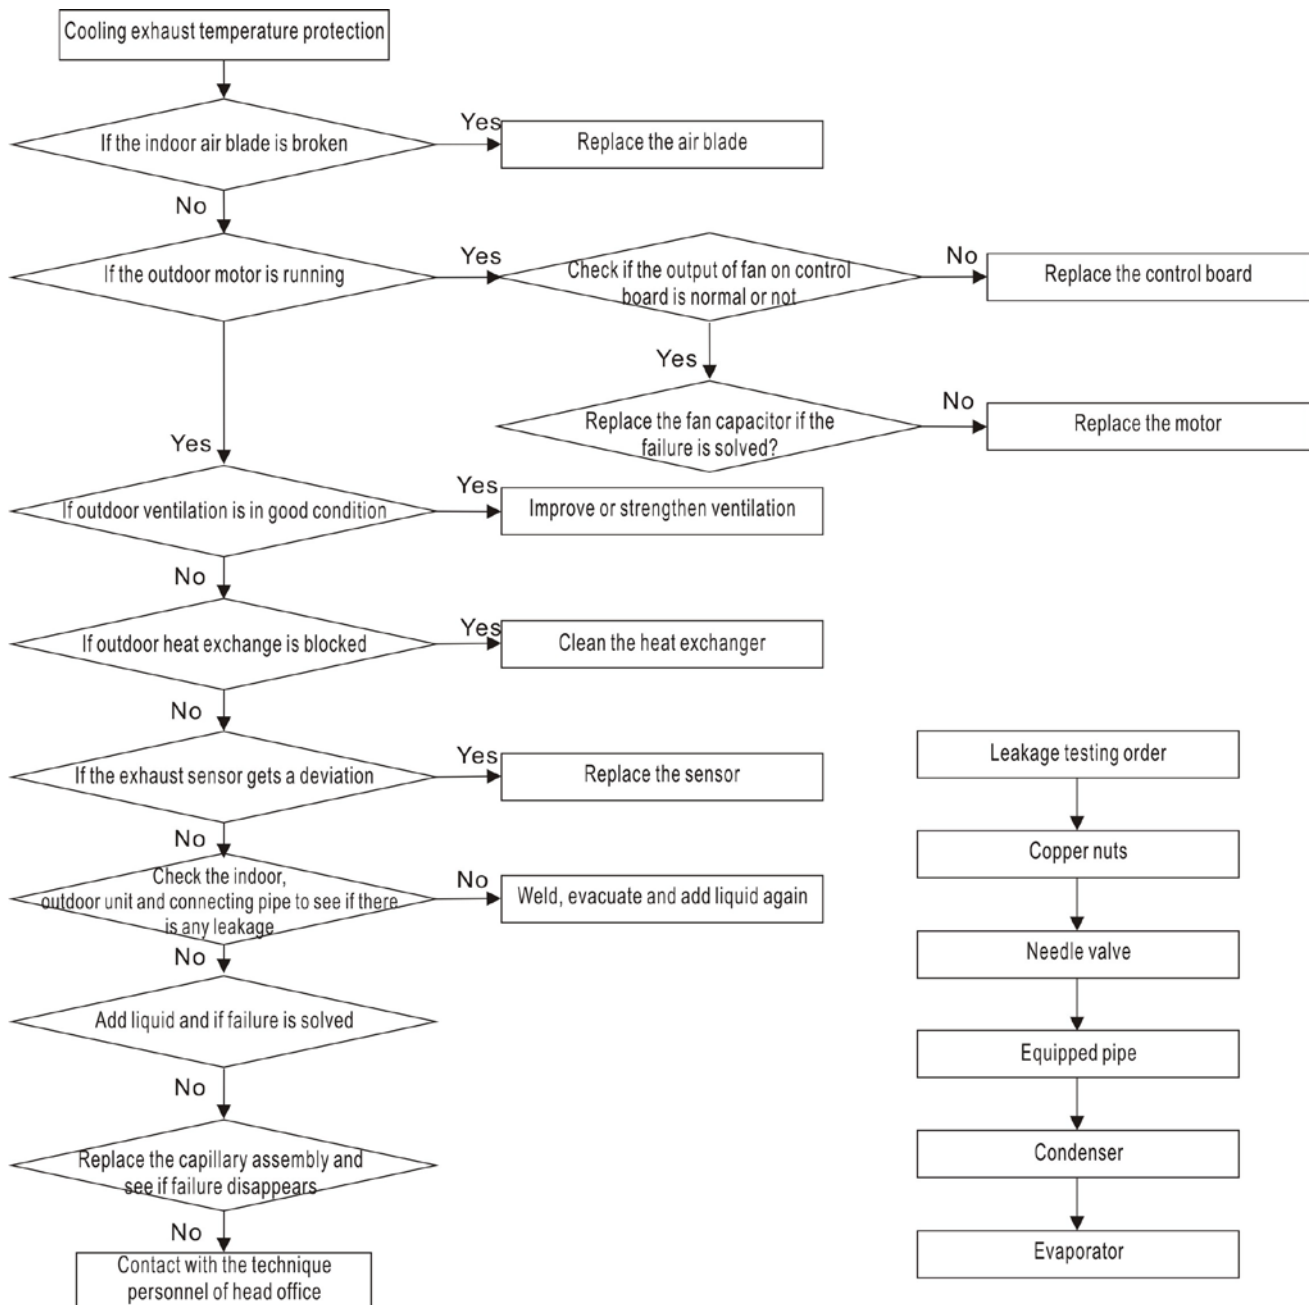 Cooling exhaust temperature protection
If the indoor air blade is broken
Yes
Replace the air blade
No
If the outdoor motor is running
Yes
Check if the output of fan on control
board is normal or not
No
Replace the control board
Yes
Replace the fan capacitor if the
failure is solved?
No
Replace the motor
Yes
If outdoor ventilation is in good condition
Yes
Improve or strengthen ventilation
No
If outdoor heat exchange is blocked
Yes
Clean the heat exchanger
No
If the exhaust sensor gets a deviation
Yes
Replace the sensor
No
Check the indoor,
outdoor unit and connecting pipe to see if there
is any leakage
No
Weld, evacuate and add liquid again
No
Add liquid and if failure is solved
No
Replace the capillary assembly and
see if failure disappears
No
Contact with the technique
personnel of head office
Leakage testing order
Copper nuts
Needle valve
Equipped pipe
Condenser
Evaporator